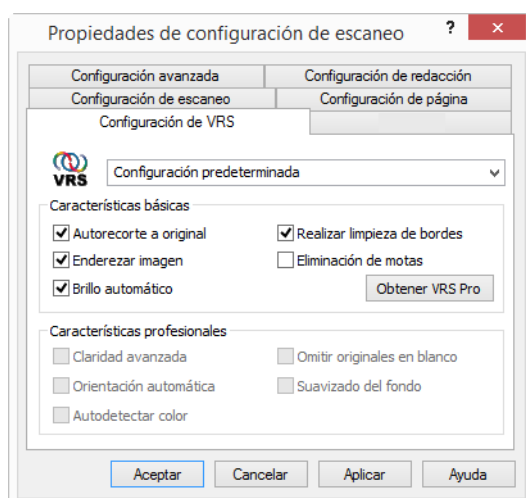 Propiedades de configuración de escaneo ? ×
Configuración avanzada Configuración de redacción
Configuración de escaneo Configuración de página
Configuración de VRS
VRS Configuración predeterminada
Características básicas
Autorecorte a original Realizar limpieza de bordes
Enderezar imagen Eliminación de motas
Brillo automático Obtener VRS Pro
Características profesionales
Claridad avanzada Omitir originales en blanco
Orientación automática Suavizado del fondo
Autodetectar color
Aceptar Cancelar Aplicar Ayuda